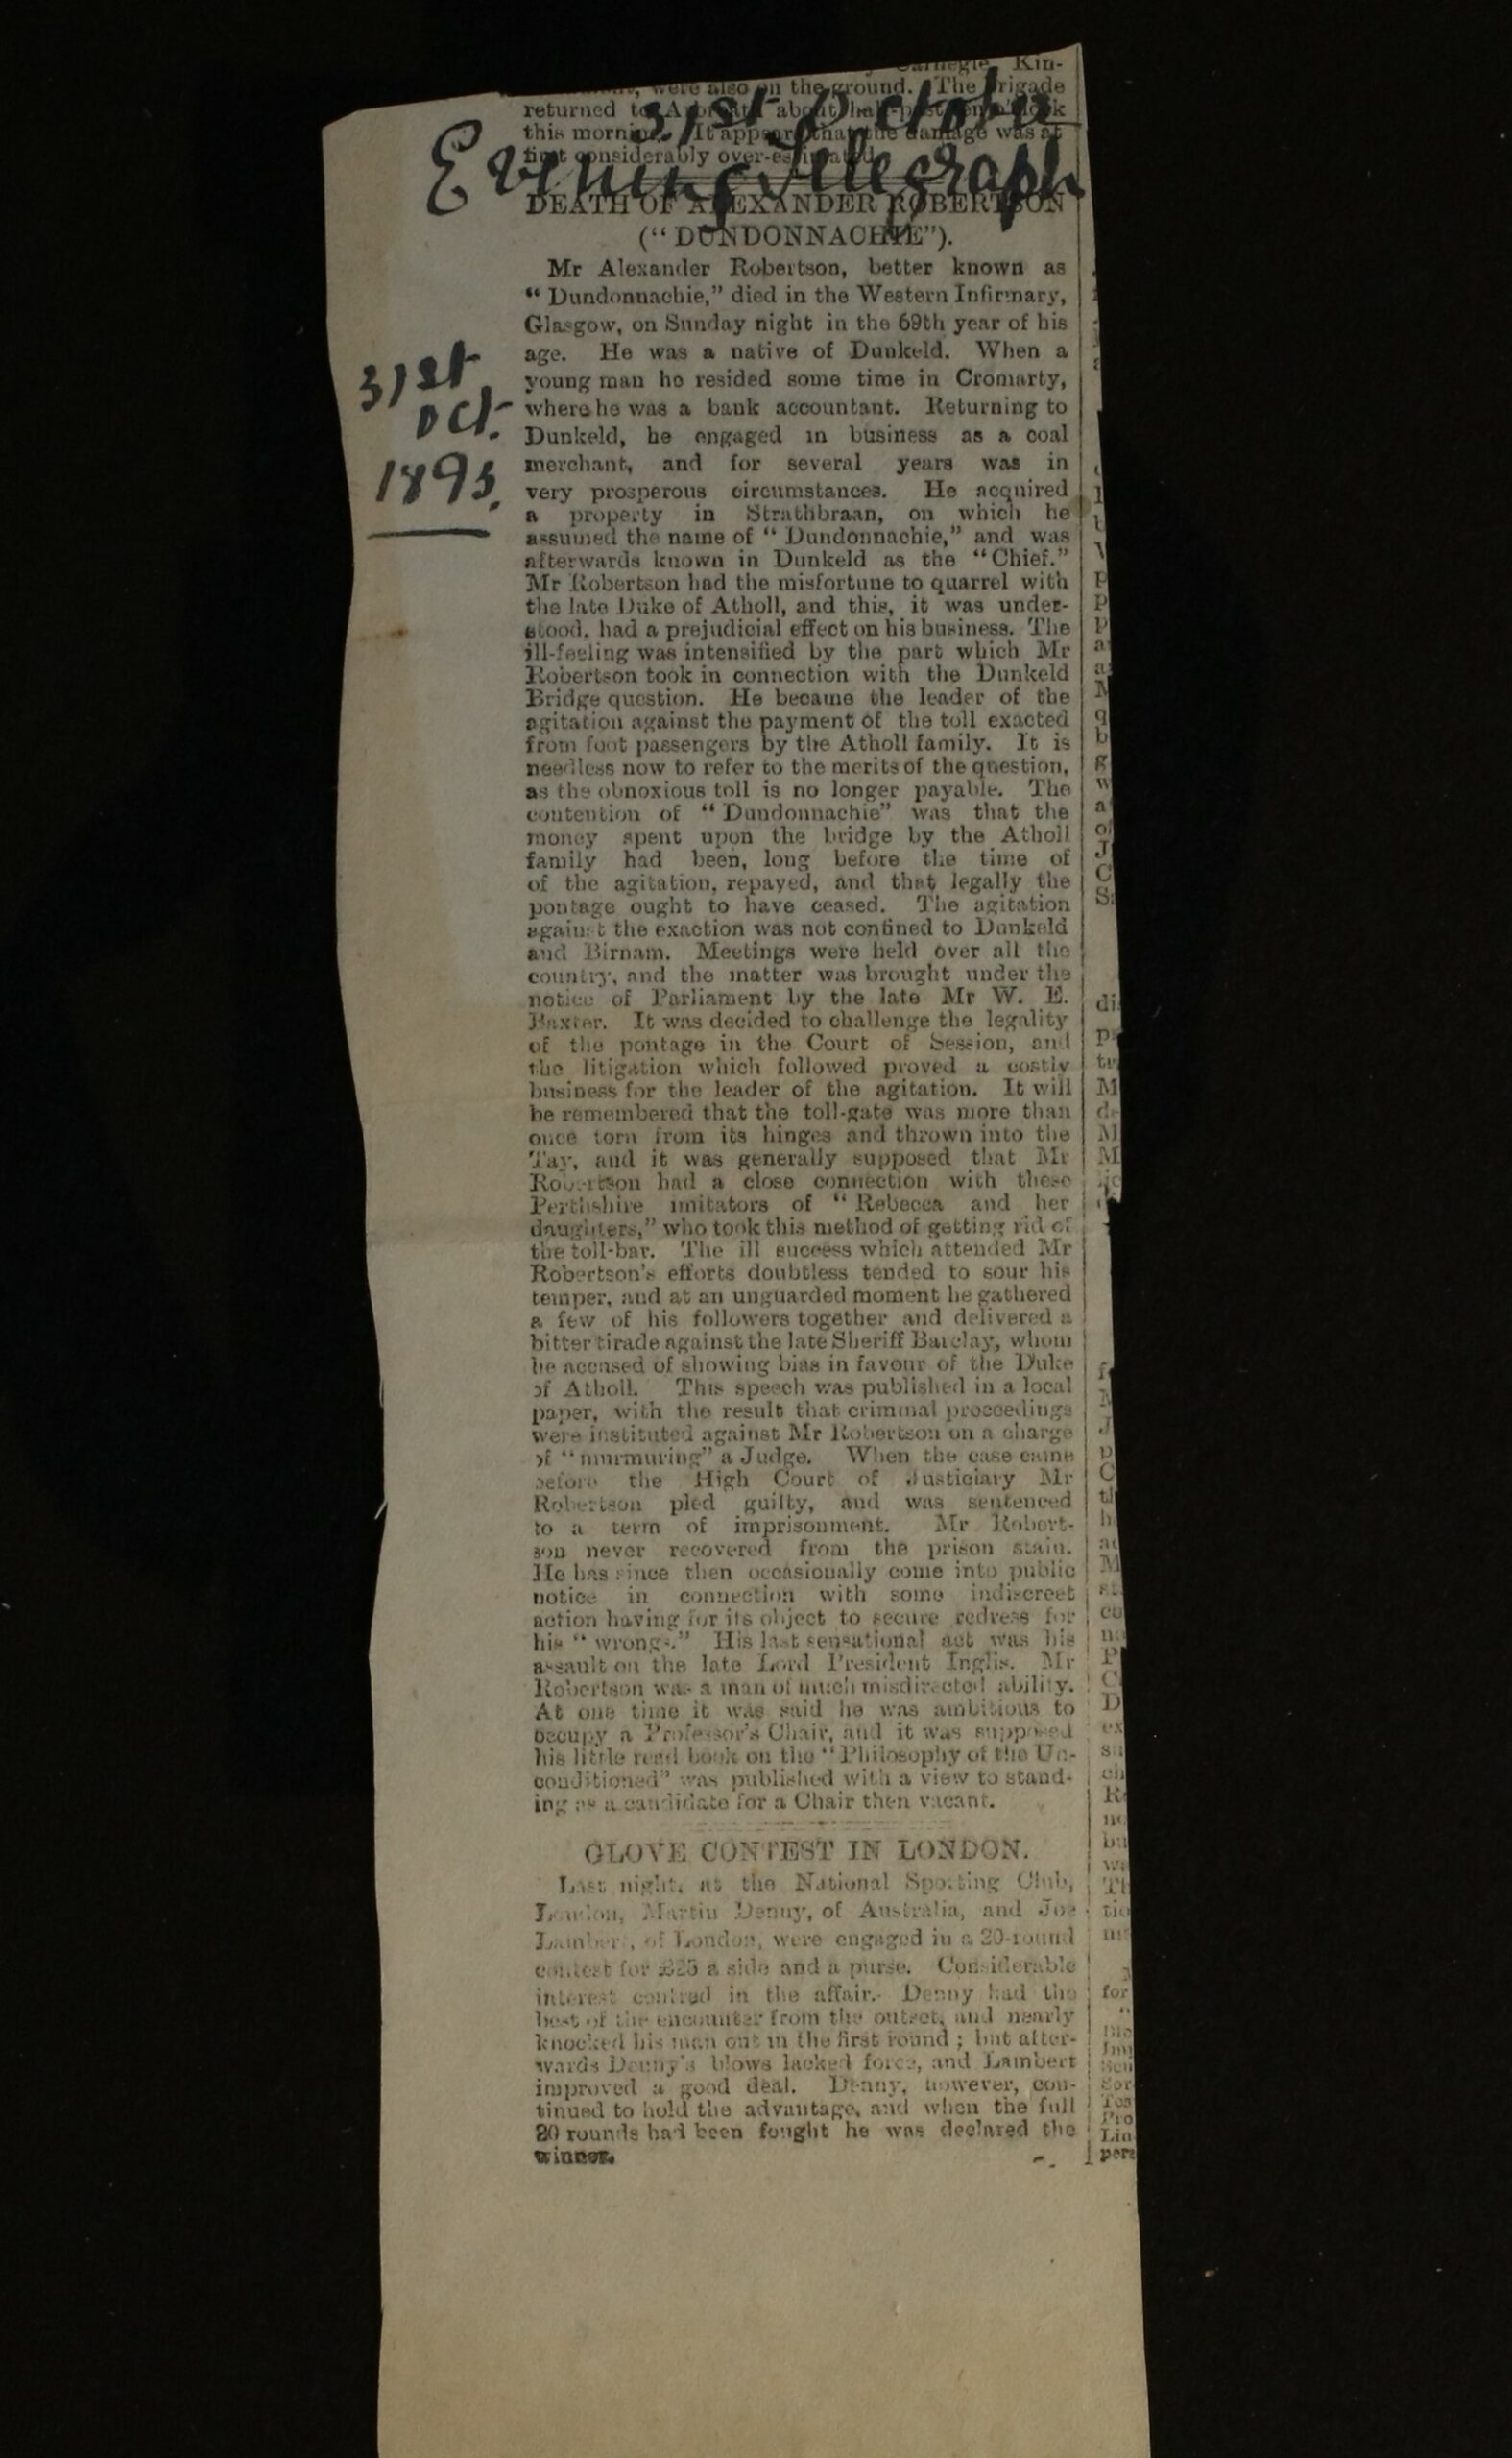 Carnegie, Kin-
were also on the ground. The Brigade
returned to Arbroath about half-past
this morning. It appears that the damage was at
first considerably over-estimated.
31st October
Evening Telegraph
DEATH OF ALEXANDER ROBERTSON
(“DUNDONNACHIE”).
Mr Alexander Robertson, better known as
“Dundonnachie,” died in the Western Infirmary,
Glasgow, on Sunday night in the 69th year of his
age. He was a native of Dunkeld. When a
young man he resided some time in Cromarty,
where he was a bank accountant. Returning to
Dunkeld, he engaged in business as a coal
merchant, and for several years was in
very prosperous circumstances. He acquired
a property in Strathbraan, on which he
assumed the name of “Dundonnachie,” and was
afterwards known in Dunkeld as the “Chief.”
Mr Robertson had the misfortune to quarrel with
the late Duke of Atholl, and this, it was under-
stood, had a prejudicial effect on his business. The
ill-feeling was intensified by the part which Mr
Robertson took in connection with the Dunkeld
Bridge question. He became the leader of the
agitation against the payment of the toll exacted
from foot passengers by the Atholl family. It is
needless now to refer to the merits of the question,
as the obnoxious toll is no longer payable. The
contention of “Dundonnachie” was that the
money spent upon the bridge by the Atholl
family had been, long before the time of
of the agitation, repayed, and that legally the
pontage ought to have ceased. The agitation
against the exaction was not confined to Dunkeld
and Birnam. Meetings were held over all the
country, and the matter was brought under the
notice of Parliament by the late Mr W. E.
Baxter. It was decided to challenge the legality
of the pontage in the Court of Session, and
the litigation which followed proved a costly
business for the leader of the agitation. It will
be remembered that the toll-gate was more than
once torn from its hinges and thrown into the
Tay, and it was generally supposed that Mr
Robertson had a close connection with these
Perthshire imitators of “Rebecca and her
daughters,” who took this method of getting rid of
the toll-bar. The ill success which attended Mr
Robertson's efforts doubtless tended to sour his
temper, and at an unguarded moment he gathered
a few of his followers together and delivered a
bitter tirade against the late Sheriff Barclay, whom
he accused of showing bias in favour of the Duke
of Atholl. This speech was published in a local
paper, with the result that criminal proceedings
were instituted against Mr Robertson on a charge
of “murmuring” a Judge. When the case came
before the High Court of Justiciary Mr
Robertson pled guilty, and was sentenced
to a term of imprisonment. Mr Robert-
son never recovered from the prison stain.
He has since then occasionally come into public
notice in connection with some indiscreet
action having for its object to secure redress for
his “wrongs.” His last sensational act was his
assault on the late Lord President Inglis. Mr
Robertson was a man of much misdirected ability.
At one time it was said he was ambitious to
occupy a Professor's Chair, and it was supposed
his little read book on the “Philosophy of the Un-
conditioned” was published with a view to stand-
ing as a candidate for a Chair then vacant.
31st
Oct.
1893.
GLOVE CONTEST IN LONDON.
Last night, at the National Sporting Club,
London, Martin Denny, of Australia, and Joe
Lambert, of London, were engaged in a 20-round
contest for £25 a side and a purse. Considerable
interest centred in the affair. Denny had the
best of the encounter from the outset, and nearly
knocked his man out in the first round; but after-
wards Denny's blows lacked force, and Lambert
improved a good deal. Denny, however, con-
tinued to hold the advantage, and when the full
20 rounds had been fought he was declared the
winner.